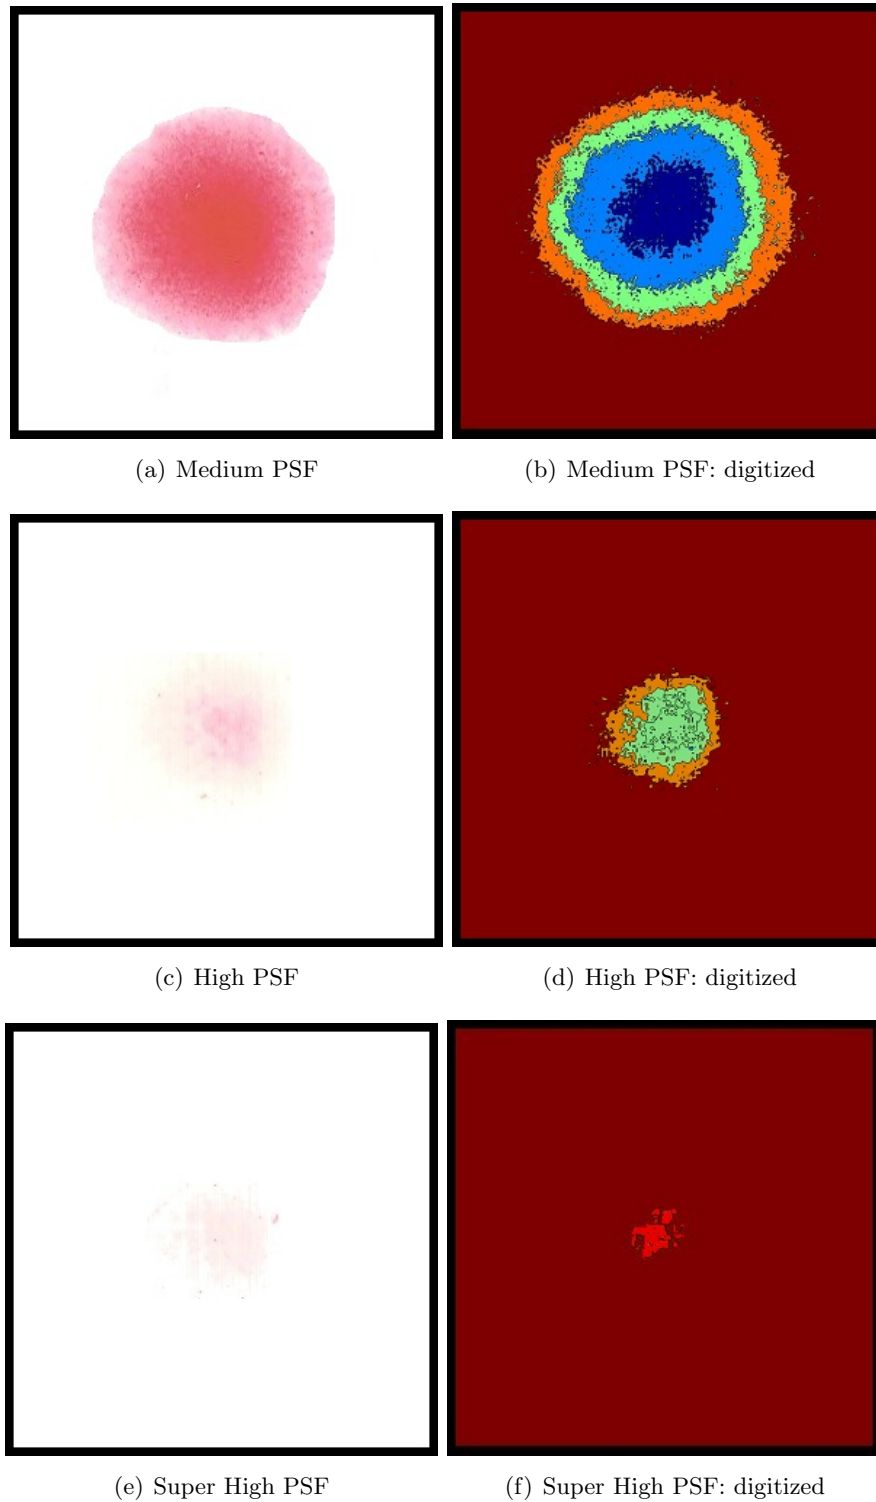 (a) Medium PSF
(b) Medium PSF: digitized
(c) High PSF
(d) High PSF: digitized
(e) Super High PSF
(f) Super High PSF: digitized